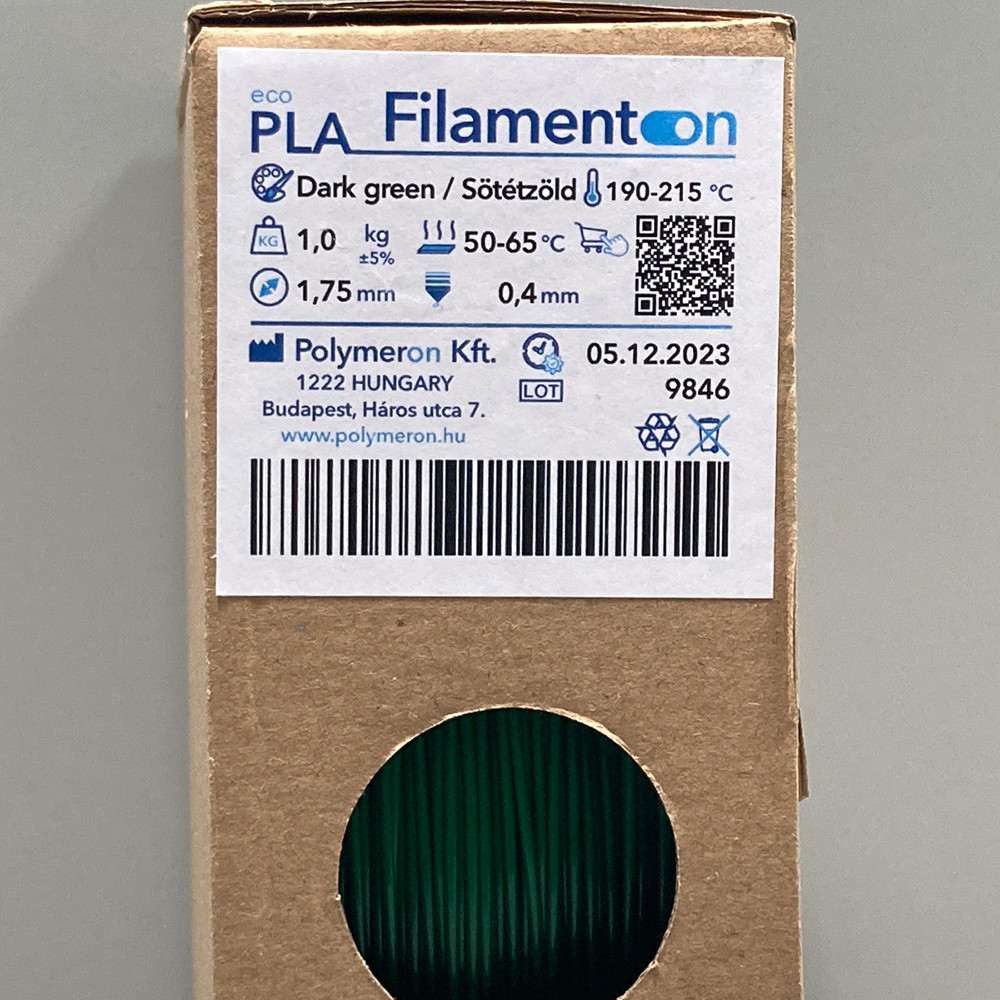 eco
PLA Filamenton
Dark green / Sötétzöld 190-215 °C
KG 1,0 kg ±5% 50-65 °C
1,75 mm 0,4 mm
Polymeron Kft. 05.12.2023
1222 HUNGARY LOT 9846
Budapest, Háros utca 7.
www.polymeron.hu